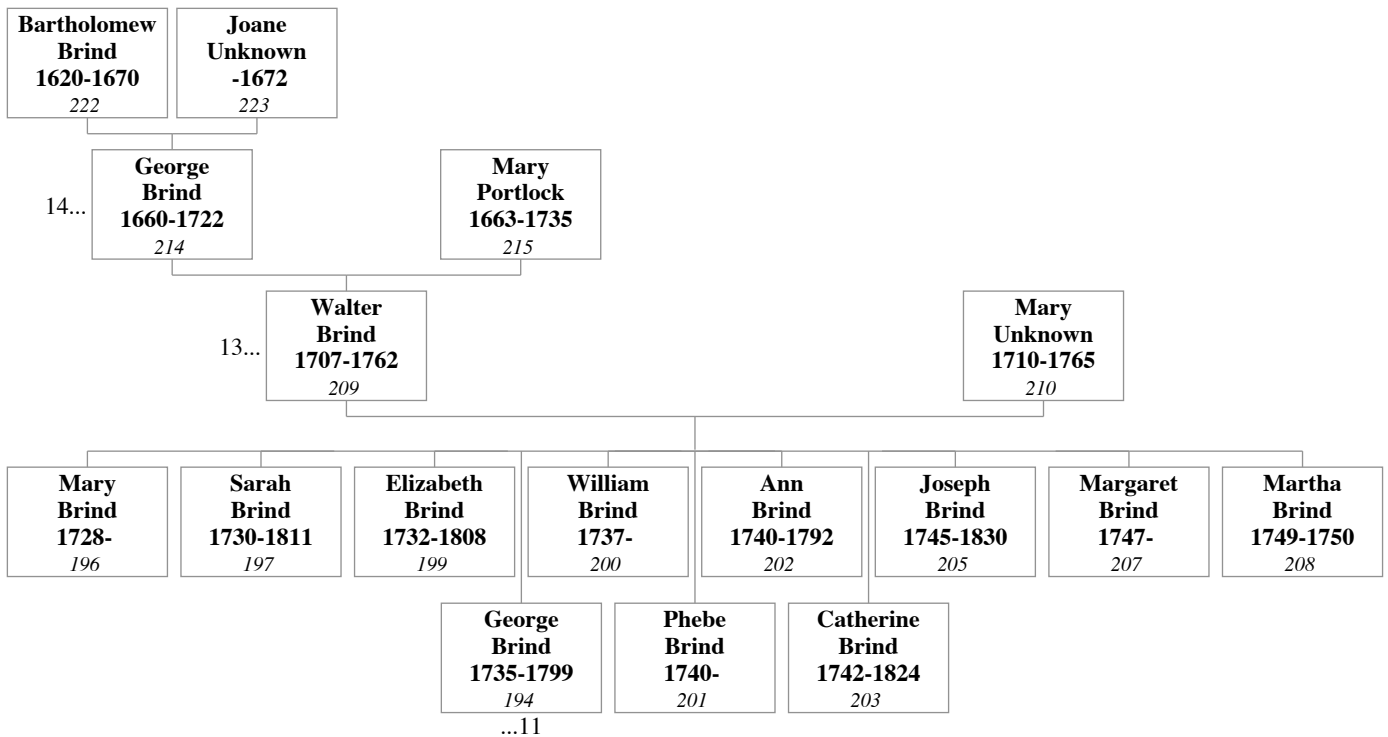 Bartholomew
Brind
1620-1670
222
Joane
Unknown
-1672
223
14...
George
Brind
1660-1722
214
Mary
Portlock
1663-1735
215
13...
Walter
Brind
1707-1762
209
Mary
Unknown
1710-1765
210
Mary
Brind
1728-
196
Sarah
Brind
1730-1811
197
Elizabeth
Brind
1732-1808
199
William
Brind
1737-
200
Ann
Brind
1740-1792
202
Joseph
Brind
1745-1830
205
Margaret
Brind
1747-
207
Martha
Brind
1749-1750
208
George
Brind
1735-1799
194
...11
Phebe
Brind
1740-
201
Catherine
Brind
1742-1824
203